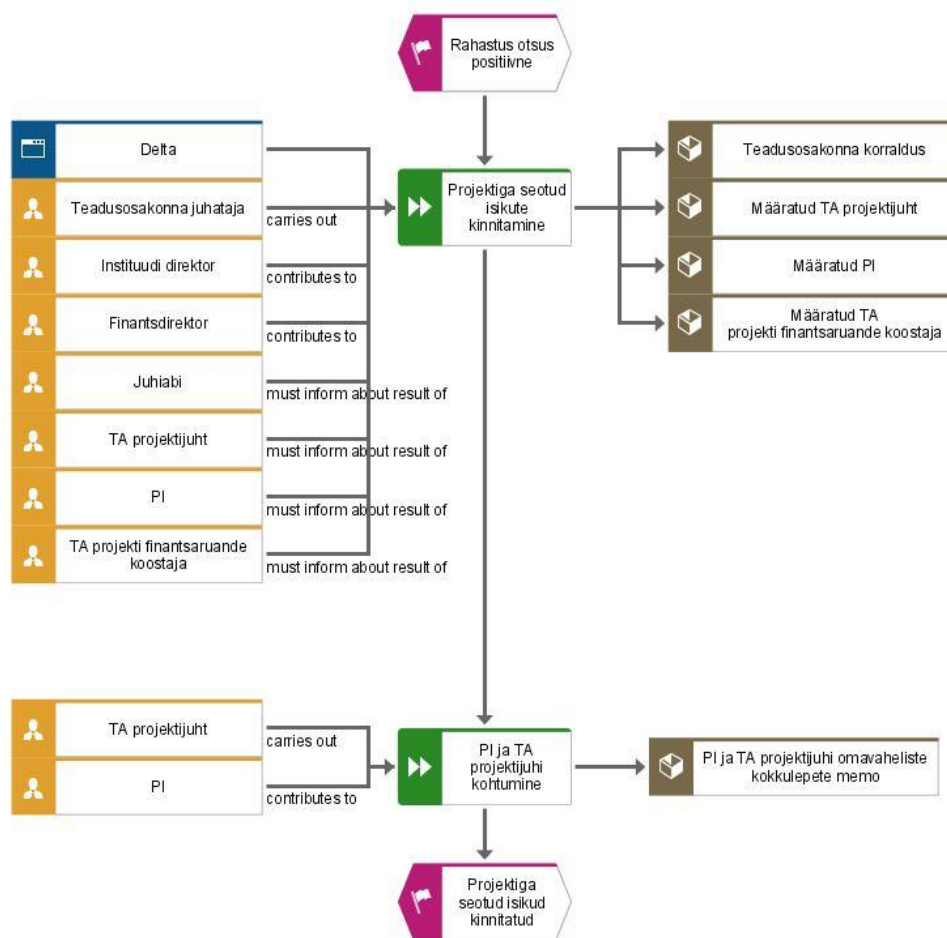 Rahastus otsus
positiivne
Delta
Teadusosakonna juhataja
carries out
Instituudi direktor
contributes to
Finantsdirektor
contributes to
Juhiabi
must inform about result of
TA projektijuht
must inform about result of
PI
must inform about result of
TA projekti finantsaruande
koostaja
must inform about result of
Projektiga seotud
isikute
kinnitamine
Teadusosakonna korraldus
Määratud TA projektijuht
Määratud PI
Määratud TA
projekti finantsaruande koostaja
TA projektijuht
carries out
PI
contributes to
PI ja TA
projektijuhi
kohtumine
PI ja TA projektijuhi omavaheliste
kokkulepete memo
Projektiga
seotud isikud
kinnitatud